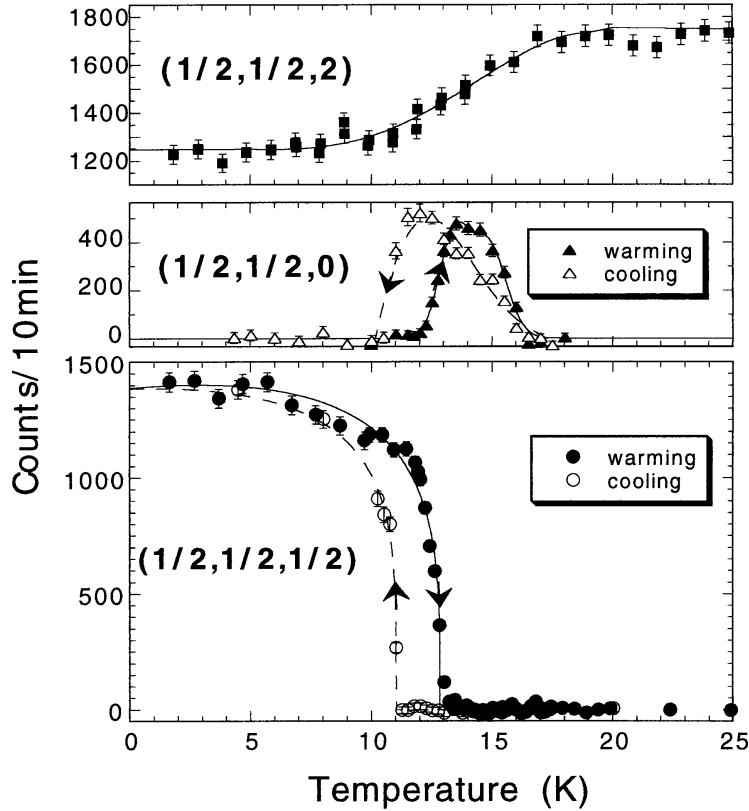 1800
1600
(1/2,1/2,2)
1400
1200
400
(1/2,1/2,0)
warming
cooling
200
0
1500
warming
cooling
1000
(1/2,1/2,1/2)
500
0
0 5 10 15 20 25
Counts/10min
Temperature (K)